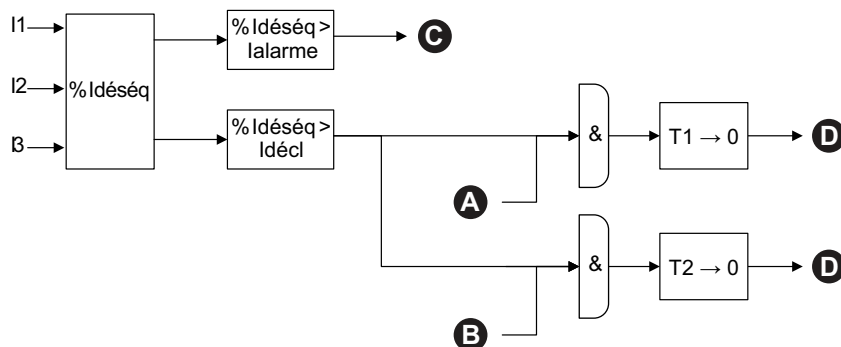 I1
I2
I3
% Idéséq
% Idéséq >
Ialarme
C
% Idéséq >
Idécl
&
T1 → 0
D
A
&
T2 → 0
D
B